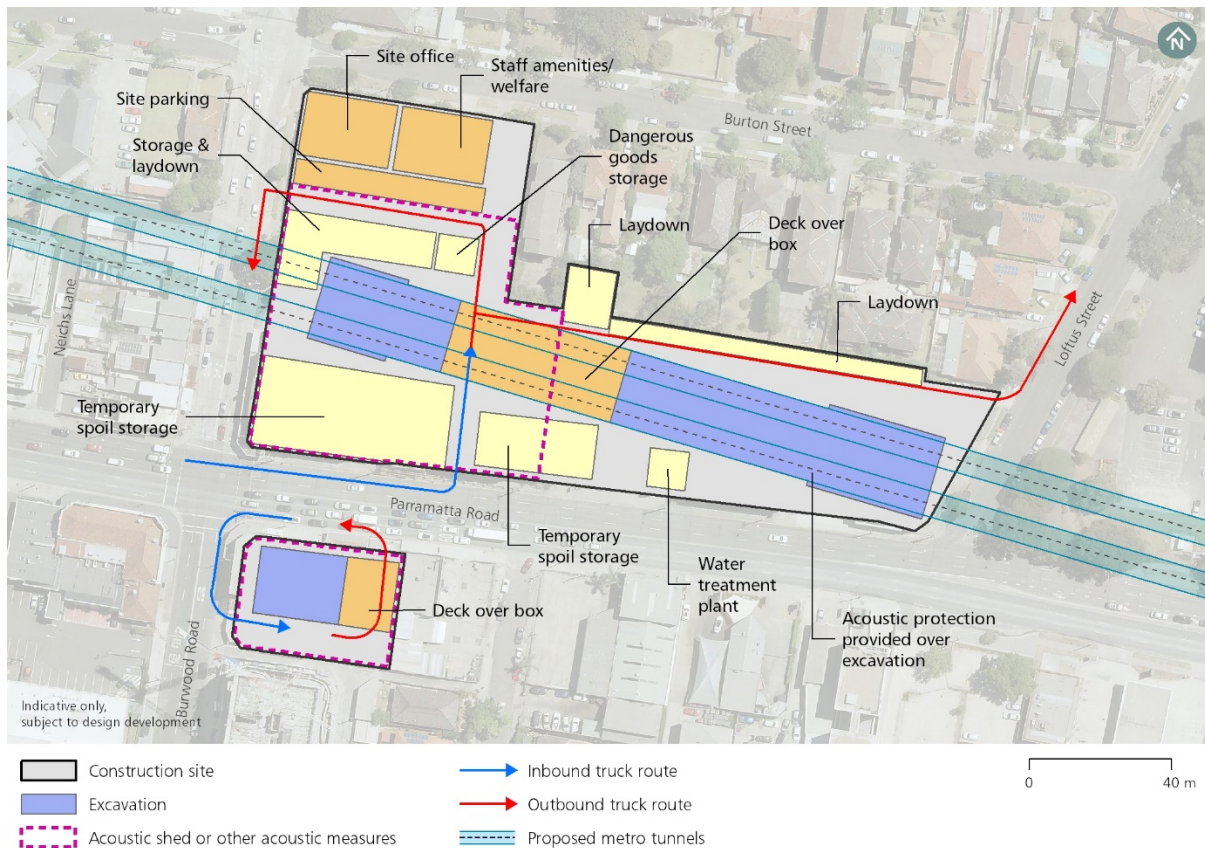 N
Site office
Staff amenities/
welfare
Site parking
Burton Street
Storage &
laydown
Dangerous
goods
storage
Laydown
Deck over
box
Laydown
Neichs Lane
Loftus Street
Temporary
spoil storage
Parramatta Road
Temporary
spoil storage
Water
treatment
plant
Deck over box
Acoustic protection
provided over
excavation
Burwood Road
Indicative only,
subject to design development
Construction site
Inbound truck route
0 40 m
Excavation
Outbound truck route
Acoustic shed or other acoustic measures
Proposed metro tunnels